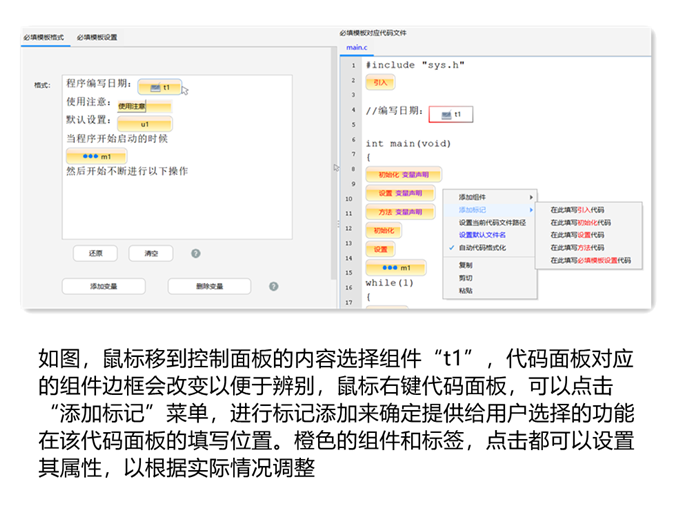 必填模板格式 必填模板设置
格式:
程序编写日期: t1
使用注意: 使用注意
默认设置: u1
当程序开始启动的时候
m1
然后开始不断进行以下操作
还原 清空 ?
添加变量 删除变量 ?
必填模板对应代码文件
main.c
1 #include "sys.h"
2 引入
3
4 //编写日期: t1
5
6 int main(void)
7 {
8 初始化 变量声明
9 设置 变量声明
10
11 方法 变量声明
12 初始化
13 设置
14 m1
15 while(1)
16 {
17
添加组件
添加标记
设置当前代码文件路径
设置默认文件名
自动代码格式化
复制
剪切
粘贴
在此填写引入代码
在此填写初始化代码
在此填写设置代码
在此填写方法代码
在此填写必填模板设置代码
如图，鼠标移到控制面板的内容选择组件“t1”，代码面板对应
的组件边框会改变以便于辨别，鼠标右键代码面板，可以点击
“添加标记”菜单，进行标记添加来确定提供给用户选择的功能
在该代码面板的填写位置。橙色的组件和标签，点击都可以设置
其属性，以根据实际情况调整